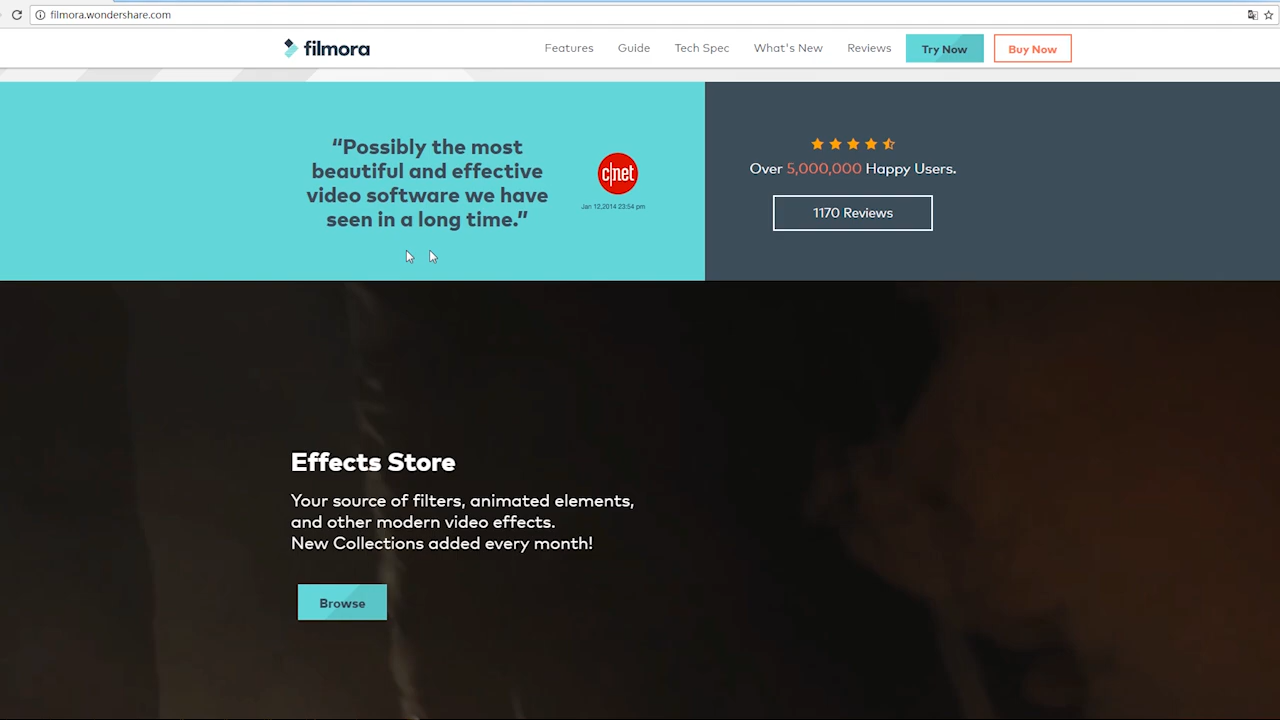 filmora.wondershare.com
filmora
Features
Guide
Tech Spec
What's New
Reviews
Try Now
Buy Now
“Possibly the most
beautiful and effective
video software we have
seen in a long time.”
c|net
Jan 12,2014 23:54 pm
Over 5,000,000 Happy Users.
1170 Reviews
Effects Store
Your source of filters, animated elements,
and other modern video effects.
New Collections added every month!
Browse